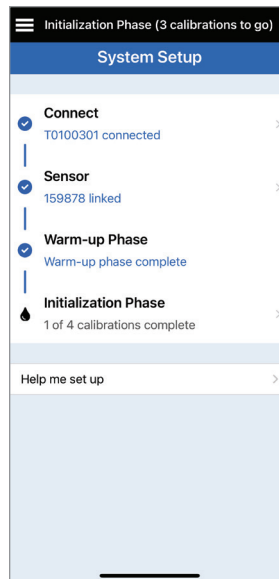 Initialization Phase (3 calibrations to go)
System Setup
Connect
T0100301 connected
Sensor
159878 linked
Warm-up Phase
Warm-up phase complete
Initialization Phase
1 of 4 calibrations complete
Help me set up